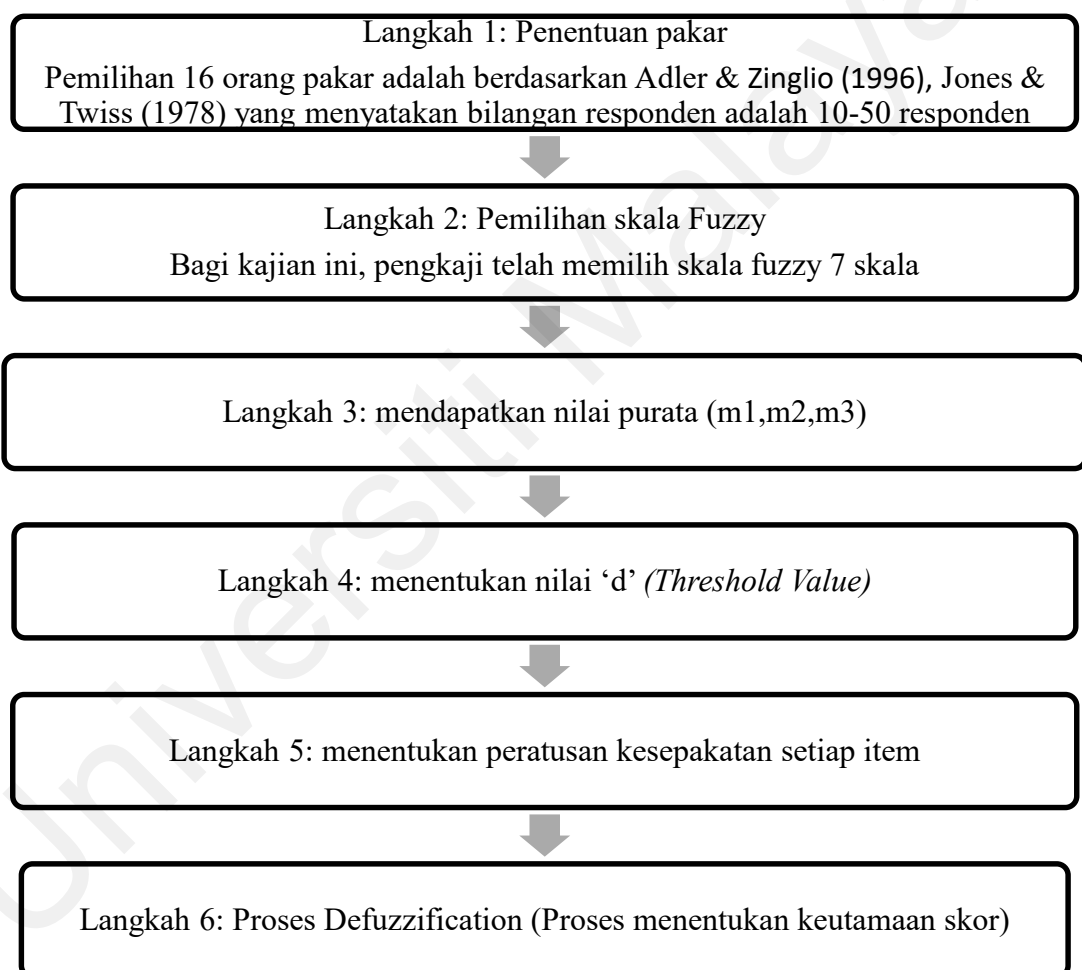 Langkah 1: Penentuan pakar
Pemilihan 16 orang pakar adalah berdasarkan Adler & Zinglio (1996), Jones &
Twiss (1978) yang menyatakan bilangan responden adalah 10-50 responden
Langkah 2: Pemilihan skala Fuzzy
Bagi kajian ini, pengkaji telah memilih skala fuzzy 7 skala
Langkah 3: mendapatkan nilai purata (m1,m2,m3)
Langkah 4: menentukan nilai ‘d’ (Threshold Value)
Langkah 5: menentukan peratusan kesepakatan setiap item
Langkah 6: Proses Defuzzification (Proses menentukan keutamaan skor)
Universiti Malaya